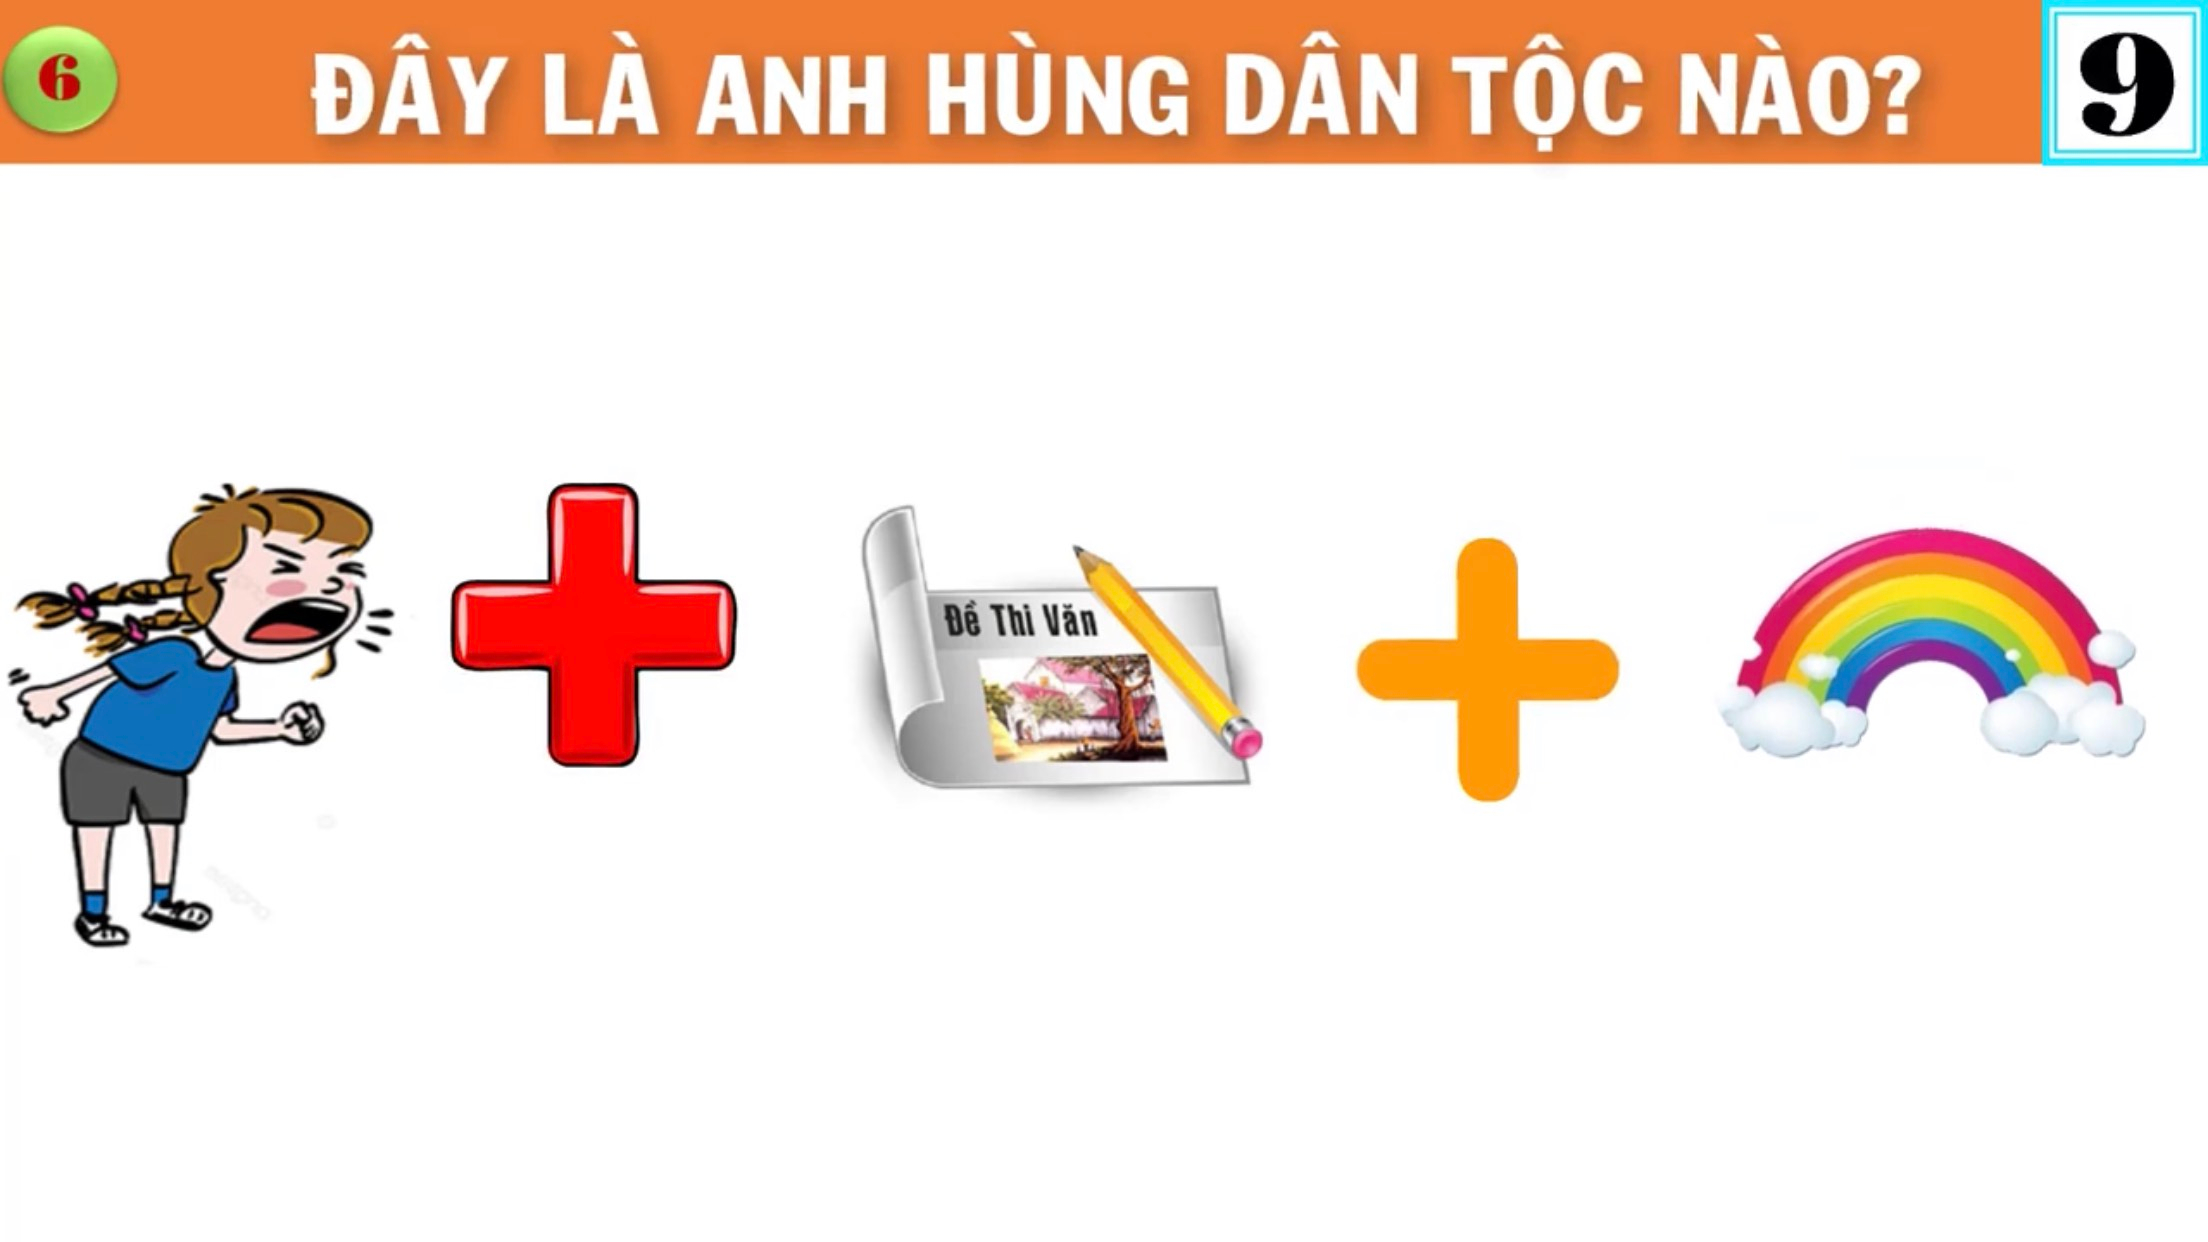 6
ĐÂY LÀ ANH HÙNG DÂN TỘC NÀO?
9
Đề Thi Văn